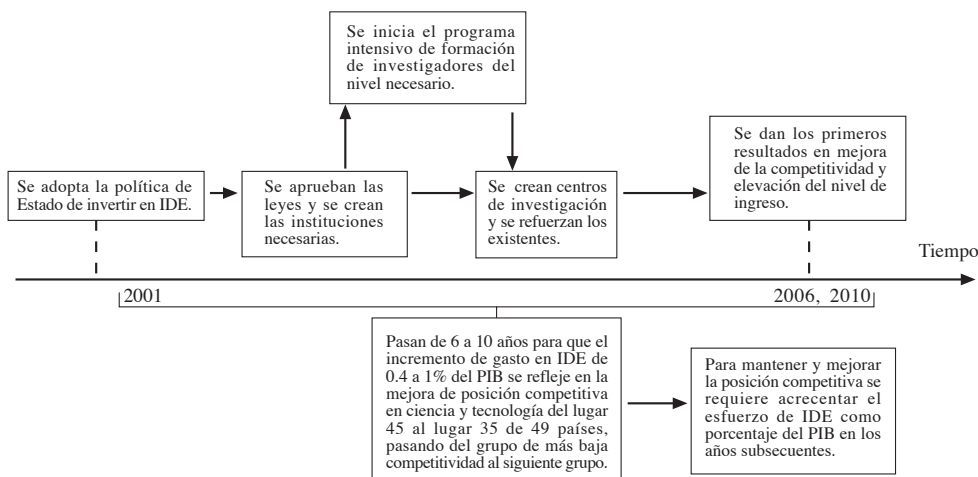 Se inicia el programa
intensivo de formación
de investigadores del
nivel necesario.
Se adopta la política de
Estado de invertir en IDE.
Se aprueban las
leyes y se crean
las instituciones
necesarias.
Se crean centros
de investigación
y se refuerzan los
existentes.
Se dan los primeros
resultados en mejora
de la competitividad y
elevación del nivel de
ingreso.
Tiempo
2001
2006, 2010
Pasan de 6 a 10 años para que el
incremento de gasto en IDE de
0.4 a 1% del PIB se refleje en la
mejora de posición competitiva
en ciencia y tecnología del lugar
45 al lugar 35 de 49 países,
pasando del grupo de más baja
competitividad al siguiente grupo.
Para mantener y mejorar
la posición competitiva se
requiere acrecentar el
esfuerzo de IDE como
porcentaje del PIB en los
años subsecuentes.